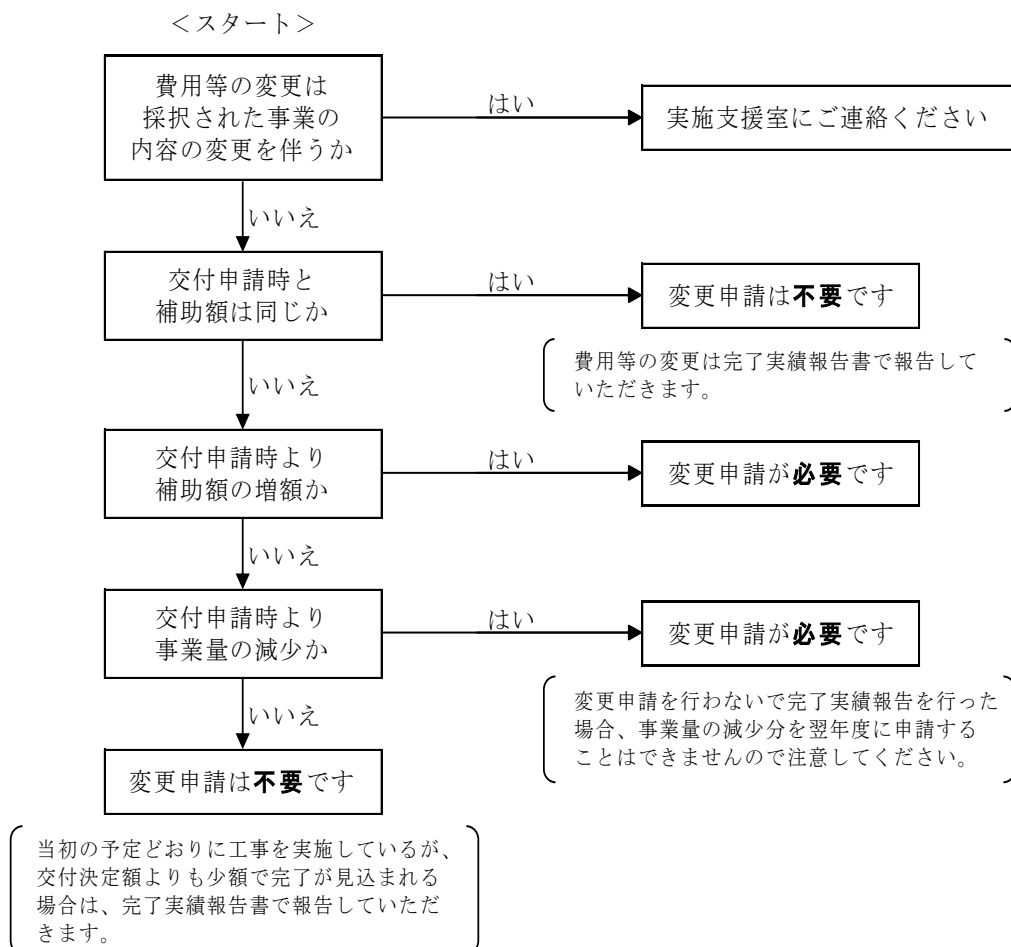 ＜スタート＞
費用等の変更は
採択された事業の
内容の変更を伴うか
はい
実施支援室にご連絡ください
いいえ
交付申請時と
補助額は同じか
はい
変更申請は不要です
費用等の変更は完了実績報告書で報告して
いただきます。
いいえ
交付申請時より
補助額の増額か
はい
変更申請が必要です
いいえ
交付申請時より
事業量の減少か
はい
変更申請が必要です
変更申請を行わないで完了実績報告を行った
場合、事業量の減少分を翌年度に申請する
ことはできませんので注意してください。
いいえ
変更申請は不要です
当初の予定どおりに工事を実施しているが、
交付決定額よりも少額で完了が見込まれる
場合は、完了実績報告書で報告していただ
きます。